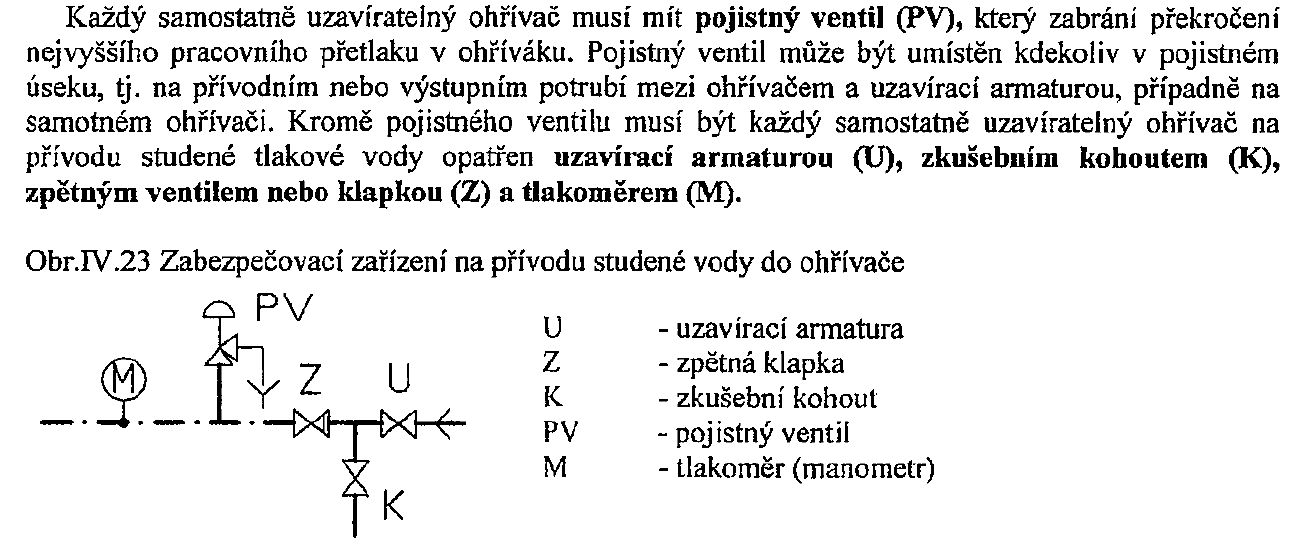 Každý samostatně uzavíratelný ohřívač musí mít pojistný ventil (PV), který zabrání překročení
nejvyššího pracovního přetlaku v ohříváku. Pojistný ventil může být umístěn kdekoliv v pojistném
úseku, tj. na přívodním nebo výstupním potrubí mezi ohřívačem a uzavírací armaturou, případně na
samotném ohřívači. Kromě pojistného ventilu musí být každý samostatně uzavíratelný ohřívač na
přívodu studené tlakové vody opatřen uzavírací armaturou (U), zkušebním kohoutem (K),
zpětným ventilem nebo klapkou (Z) a tlakoměrem (M).
Obr.IV.23 Zabezpečovací zařízení na přívodu studené vody do ohřívače
PV
M
Z
U
K
U - uzavírací armatura
Z - zpětná klapka
K - zkušební kohout
PV - pojistný ventil
M - tlakoměr (manometr)